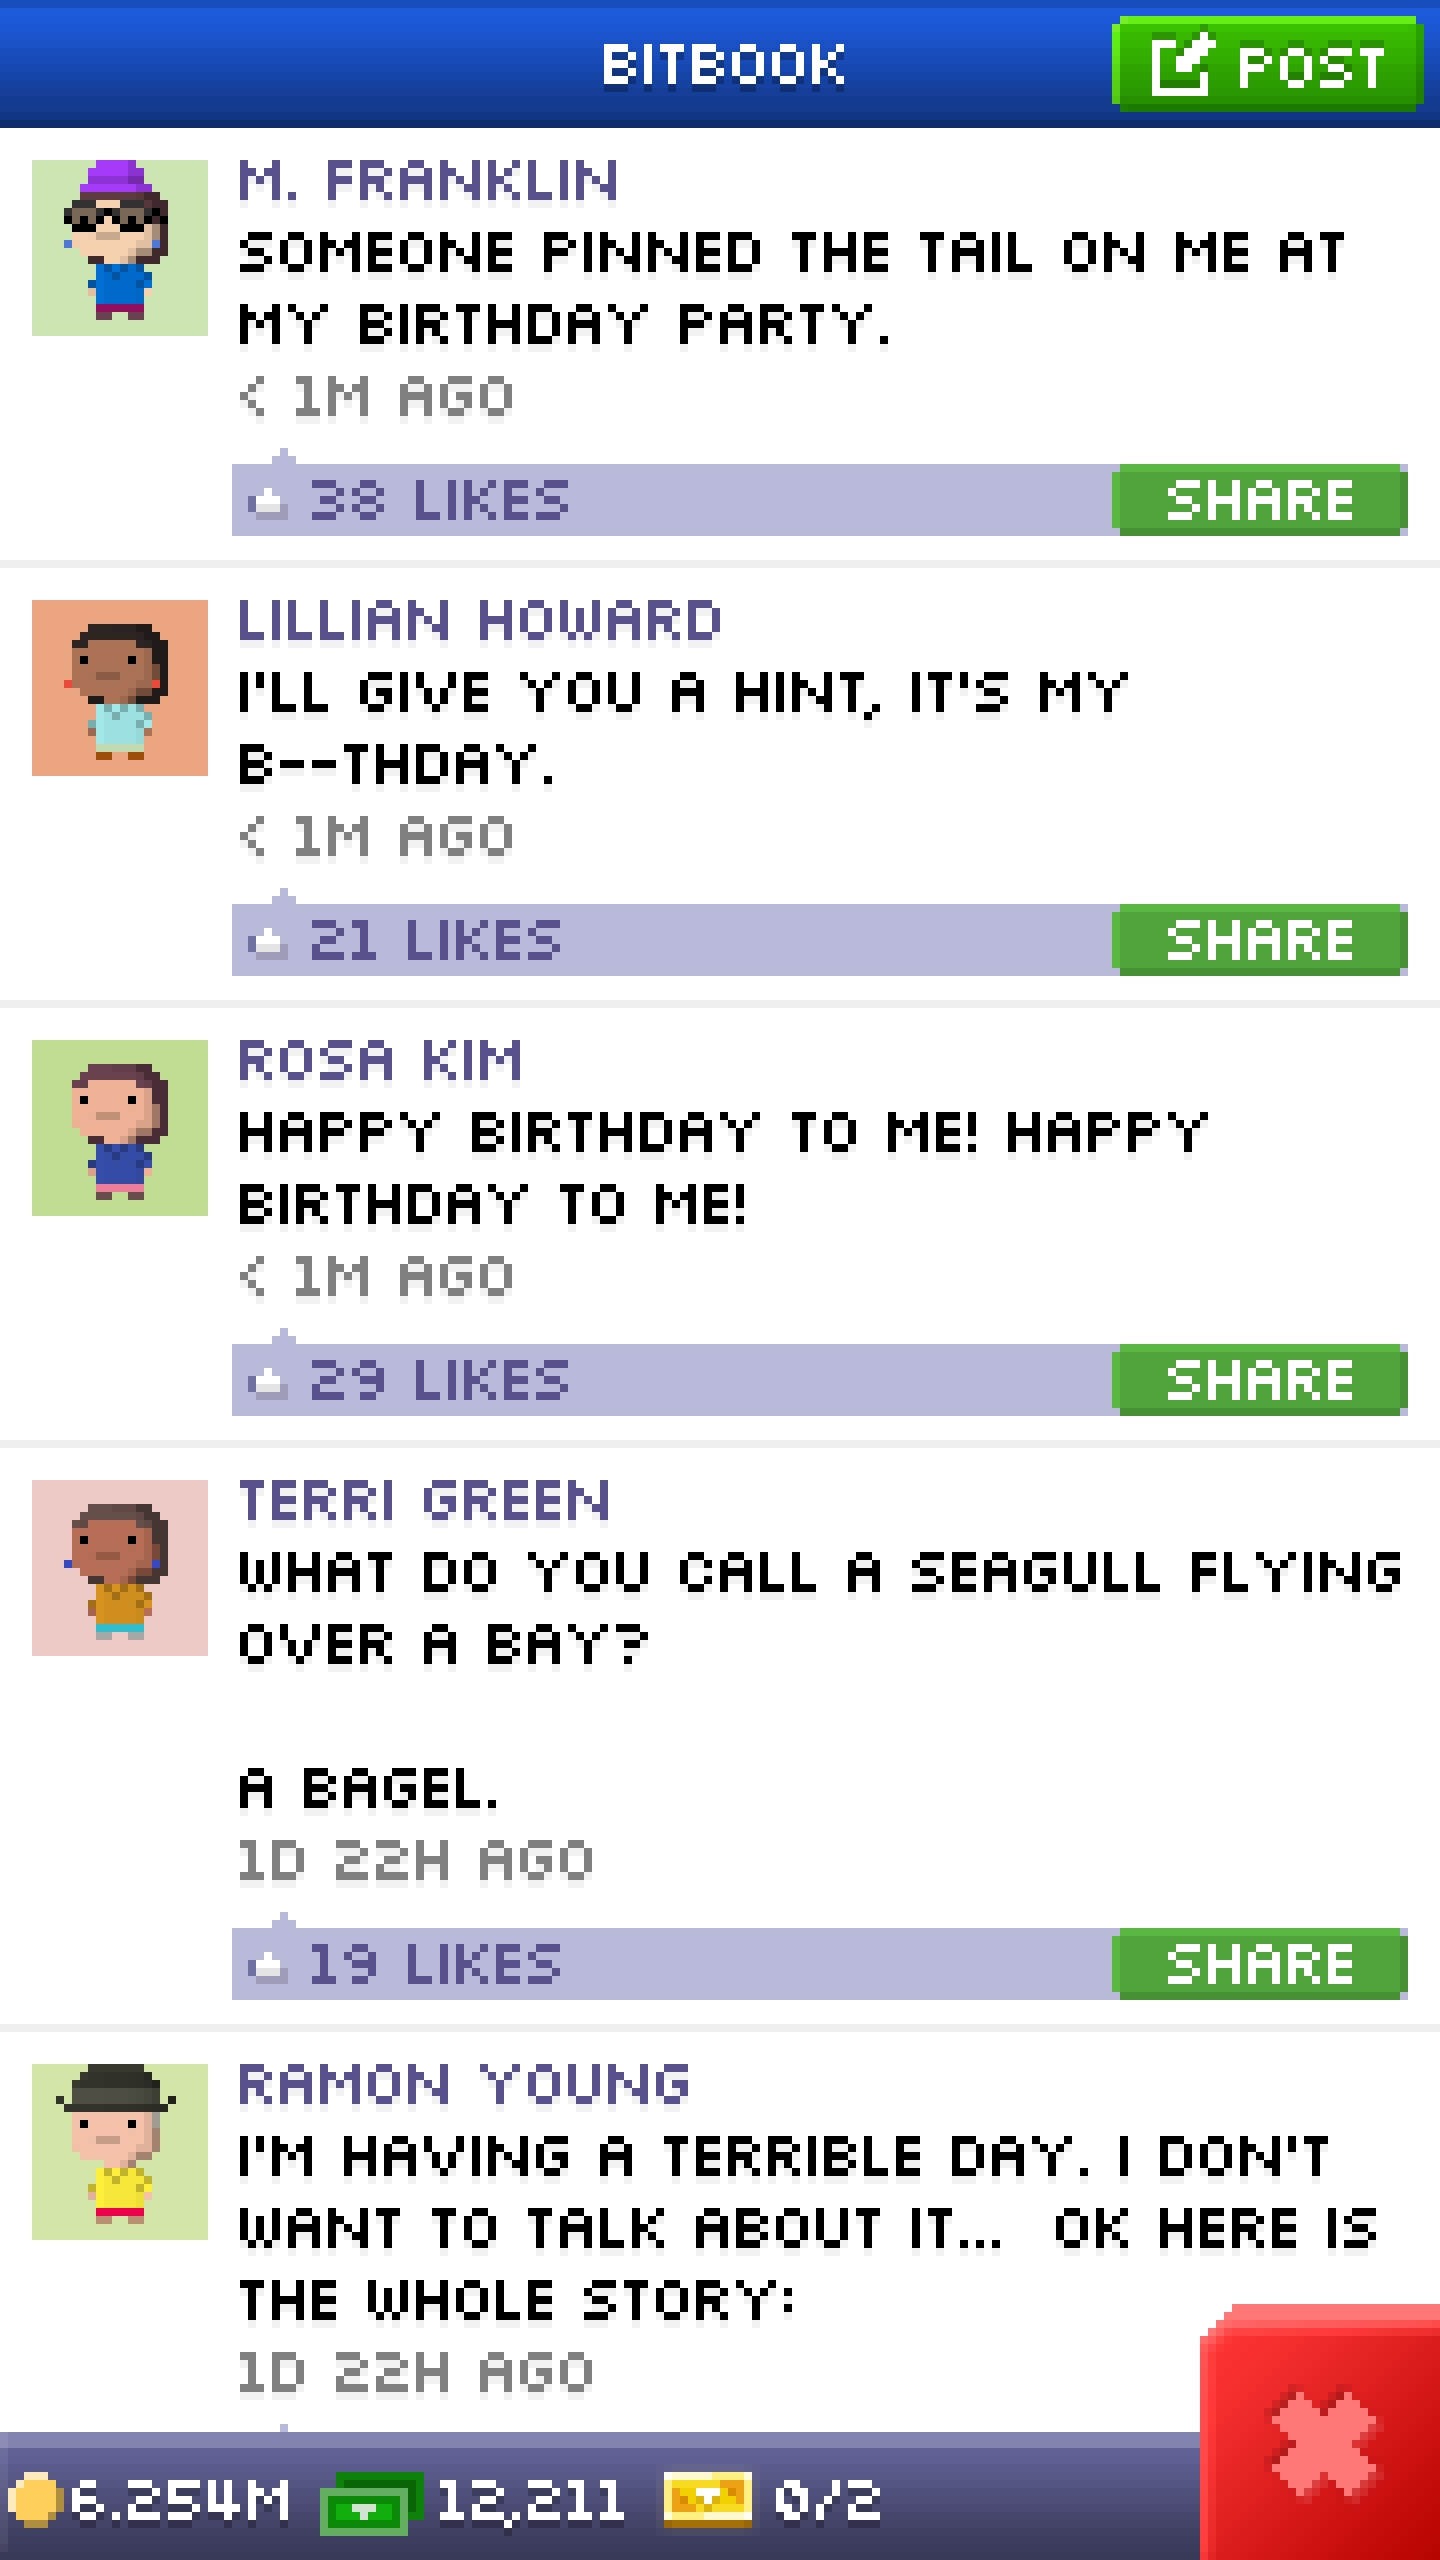 BITBOOK
POST
M. FRANKLIN
SOMEONE PINNED THE TAIL ON ME AT
MY BIRTHDAY PARTY.
< 1M AGO
38 LIKES
SHARE
LILLIAN HOWARD
I'LL GIVE YOU A HINT, IT'S MY
B--THDAY.
< 1M AGO
21 LIKES
SHARE
ROSA KIM
HAPPY BIRTHDAY TO ME! HAPPY
BIRTHDAY TO ME!
< 1M AGO
29 LIKES
SHARE
TERRI GREEN
WHAT DO YOU CALL A SEAGULL FLYING
OVER A BAY?
A BAGEL.
1D 22H AGO
19 LIKES
SHARE
RAMON YOUNG
I'M HAVING A TERRIBLE DAY. I DON'T
WANT TO TALK ABOUT IT...  OK HERE IS
THE WHOLE STORY:
1D 22H AGO
6.254M 12,211 0/2